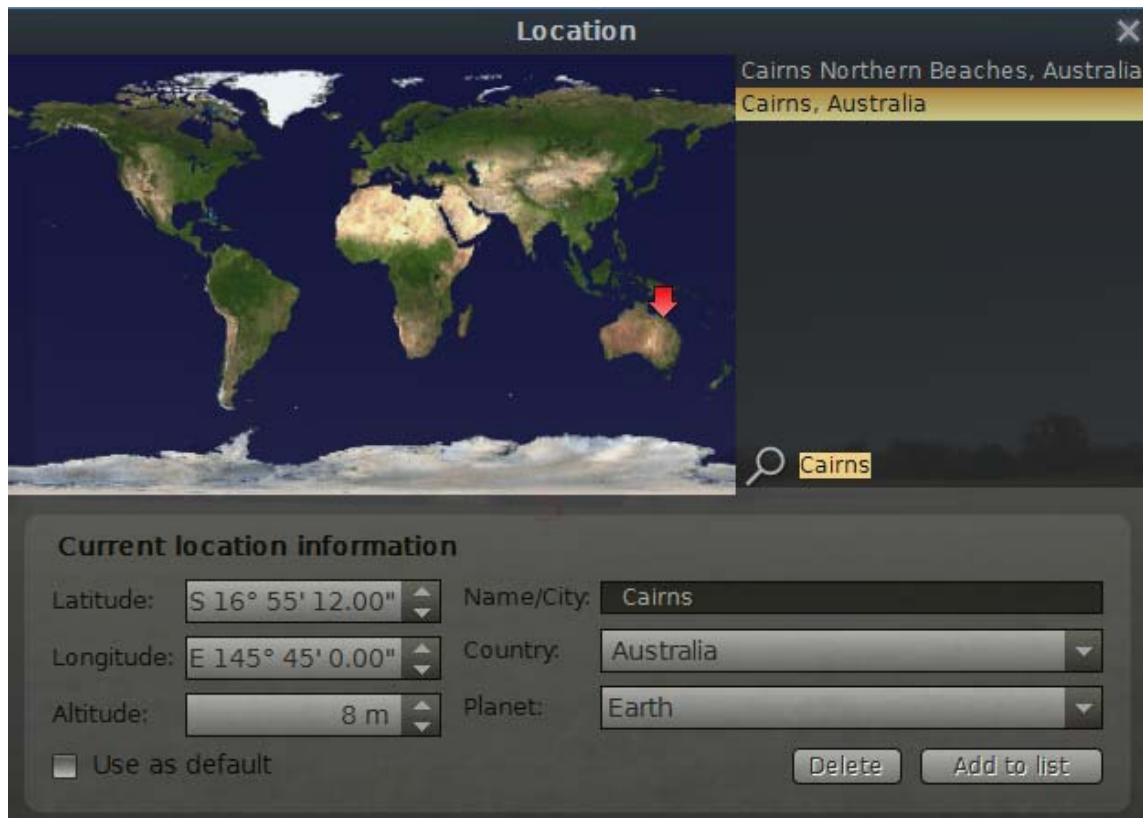 Location
Cairns Northern Beaches, Australia
Cairns, Australia
Cairns
Current location information
Latitude: S 16° 55' 12.00" Name/City: Cairns
Longitude: E 145° 45' 0.00" Country: Australia
Altitude: 8 m Planet: Earth
Use as default Delete Add to list